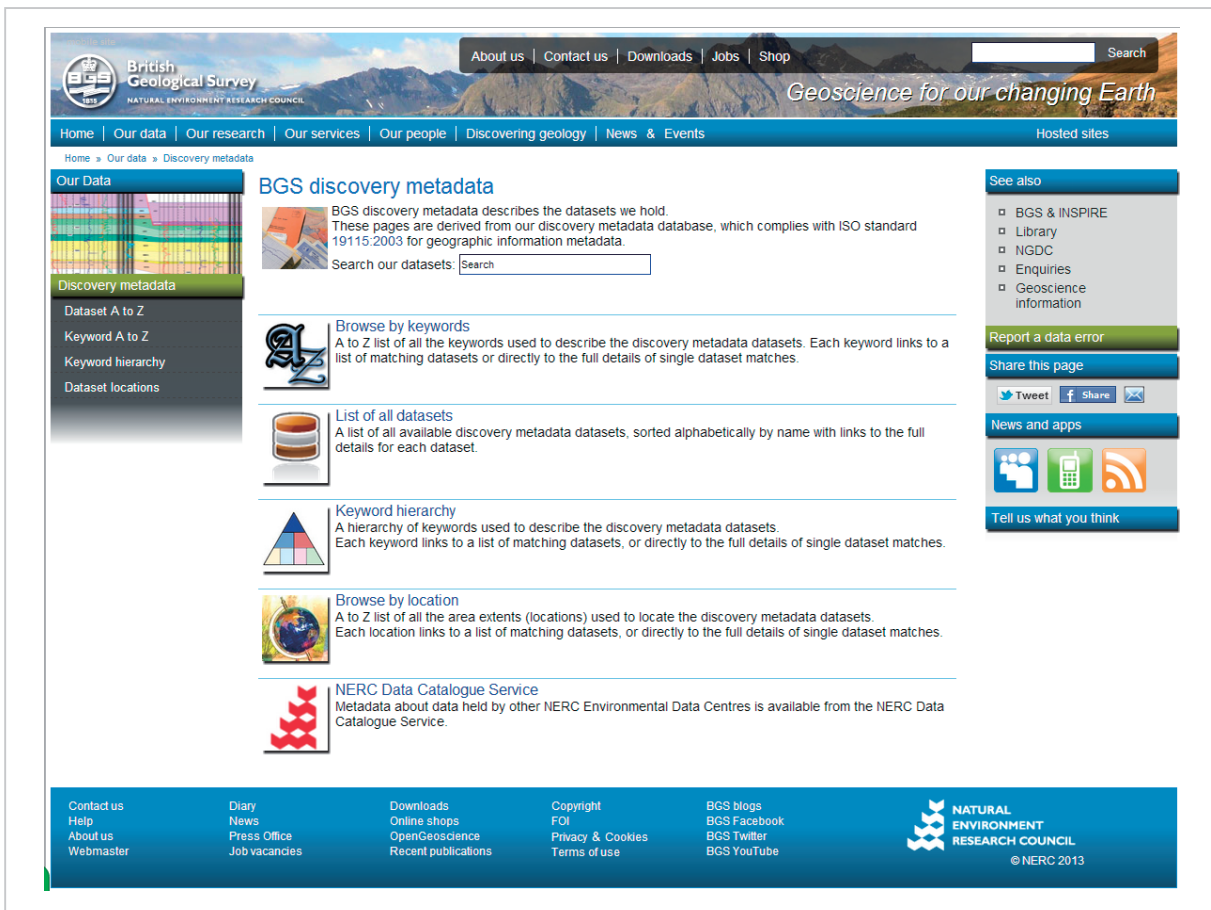 British
Geological Survey
NATURAL ENVIRONMENT RESEARCH COUNCIL
BGS
1835
About us | Contact us | Downloads | Jobs | Shop
Search
Geoscience for our changing Earth
Home | Our data | Our research | Our services | Our people | Discovering geology | News & Events
Hosted sites
Home » Our data » Discovery metadata
Our Data
Discovery metadata
Dataset A to Z
Keyword A to Z
Keyword hierarchy
Dataset locations
BGS discovery metadata
BGS discovery metadata describes the datasets we hold.
These pages are derived from our discovery metadata database, which complies with ISO standard
19115:2003 for geographic information metadata.
Search our datasets: Search
A
Z
Browse by keywords
A to Z list of all the keywords used to describe the discovery metadata datasets. Each keyword links to a
list of matching datasets or directly to the full details of single dataset matches.
List of all datasets
A list of all available discovery metadata datasets, sorted alphabetically by name with links to the full
details for each dataset.
Keyword hierarchy
A hierarchy of keywords used to describe the discovery metadata datasets.
Each keyword links to a list of matching datasets, or directly to the full details of single dataset matches.
Browse by location
A to Z list of all the area extents (locations) used to locate the discovery metadata datasets.
Each location links to a list of matching datasets, or directly to the full details of single dataset matches.
NERC Data Catalogue Service
Metadata about data held by other NERC Environmental Data Centres is available from the NERC Data
Catalogue Service.
See also
BGS & INSPIRE
Library
NGDC
Enquiries
Geoscience
information
Report a data error
Share this page
Tweet
f Share
News and apps
Tell us what you think
Contact us
Help
About us
Webmaster
Diary
News
Press Office
Job vacancies
Downloads
Online shops
OpenGeoscience
Recent publications
Copyright
FOI
Privacy & Cookies
Terms of use
BGS blogs
BGS Facebook
BGS Twitter
BGS YouTube
NATURAL
ENVIRONMENT
RESEARCH COUNCIL
© NERC 2013